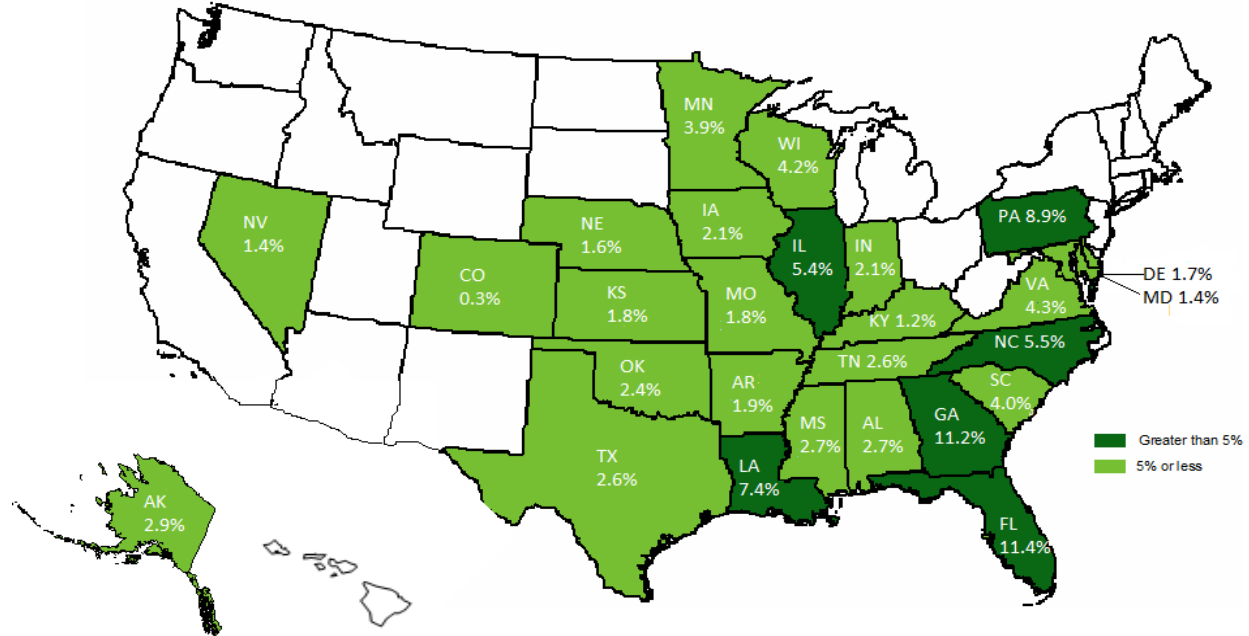 MN
3.9%
WI
4.2%
NV
1.4%
NE
1.6%
IA
2.1%
IL
5.4%
IN
2.1%
PA 8.9%
CO
0.3%
KS
1.8%
MO
1.8%
DE 1.7%
MD 1.4%
VA
4.3%
KY 1.2%
NC 5.5%
TN 2.6%
OK
2.4%
AR
1.9%
SC
4.0%
MS
2.7%
AL
2.7%
GA
11.2%
TX
2.6%
LA
7.4%
Greater than 5%
5% or less
AK
2.9%
FL
11.4%